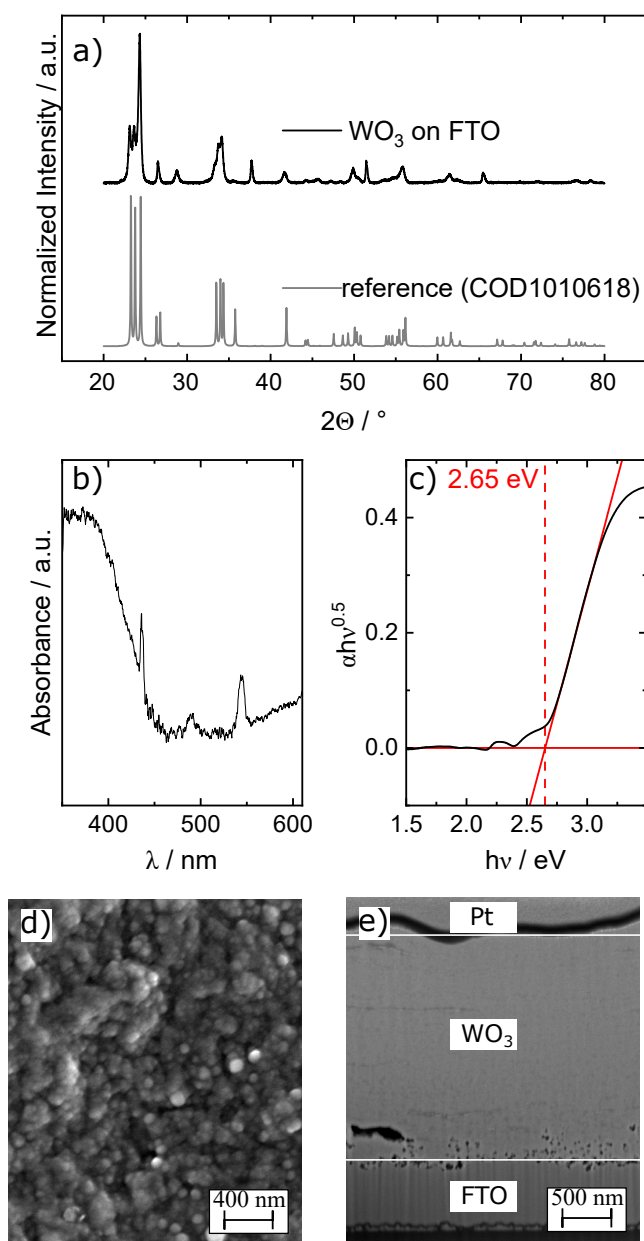 a)
Normalized Intensity / a.u.
WO₃ on FTO
reference (COD1010618)
20 30 40 50 60 70 80
2Θ / °
b)
Absorbance / a.u.
400 500 600
λ / nm
c)
2.65 eV
αhν^0.5
0.4
0.2
0.0
1.5 2.0 2.5 3.0
hν / eV
d)
400 nm
e)
Pt
WO₃
FTO
500 nm